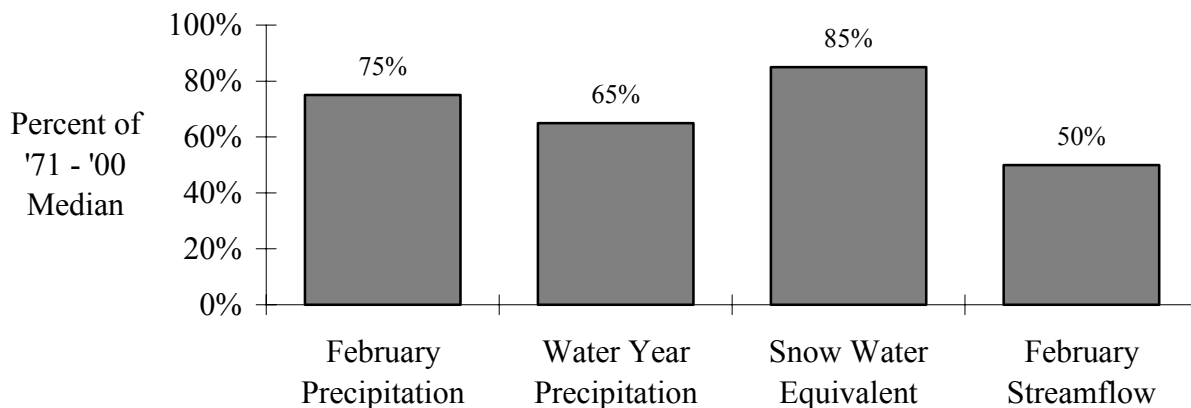 Percent of
'71 - '00
Median
100%
80%
60%
40%
20%
0%
75%
65%
85%
50%
February
Precipitation
Water Year
Precipitation
Snow Water
Equivalent
February
Streamflow